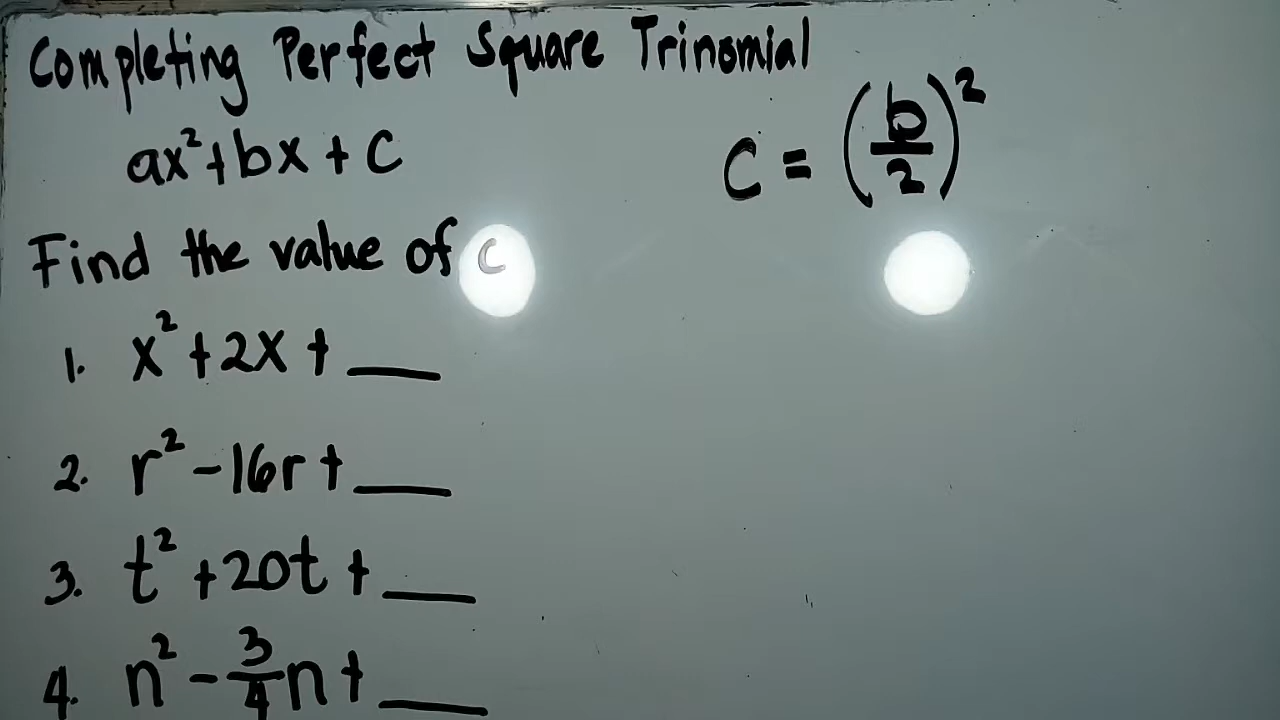 Completing Perfect Square Trinomial
ax² + bx + C
C = (b/2)²
Find the value of c
1. x² + 2x + ___
2. r² - 16r + ___
3. t² + 20t + ___
4. n² - 3/4 n + ___